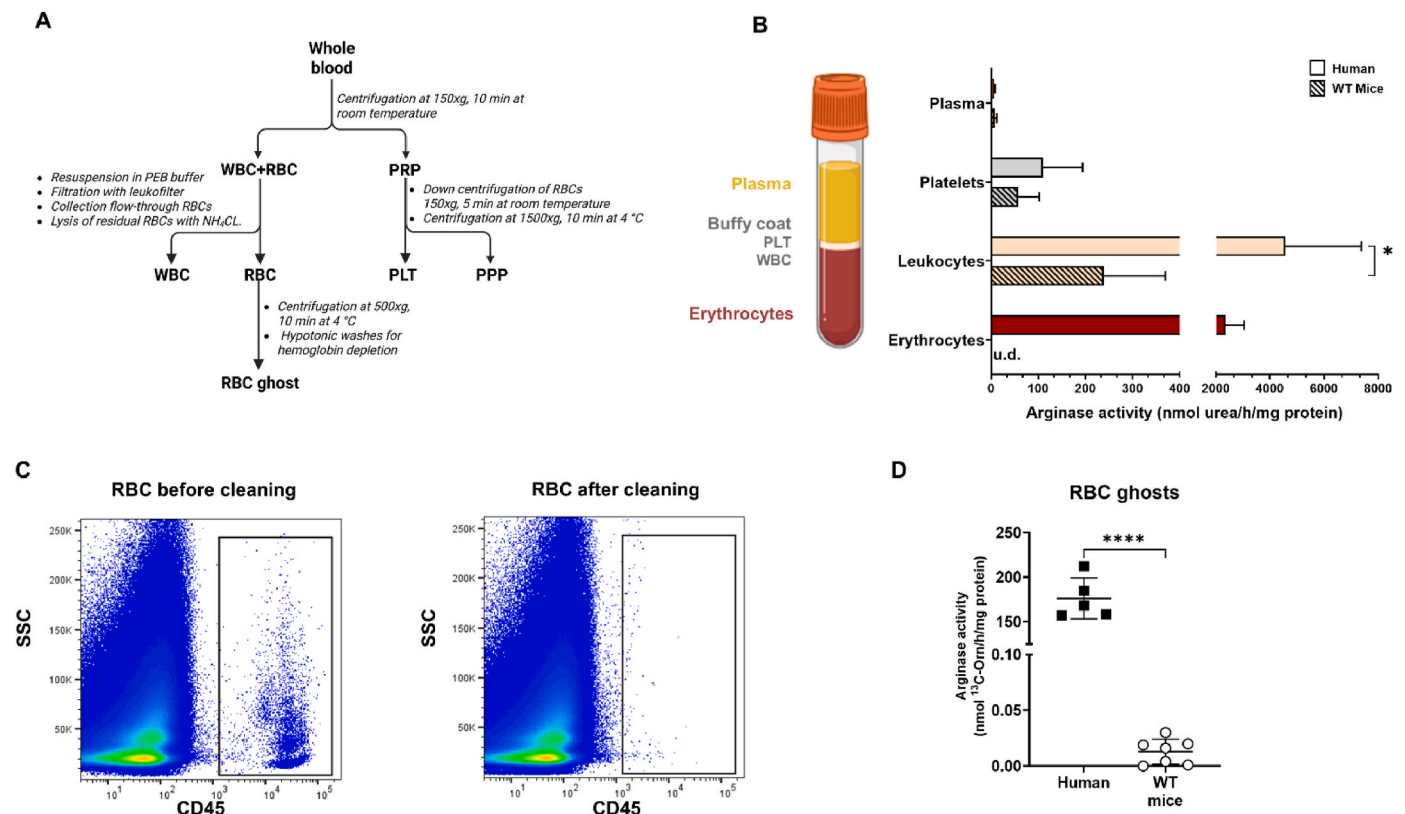 A
Whole
blood
Centrifugation at 150xg, 10 min at
room temperature
WBC+RBC
PRP
• Resuspension in PEB buffer
• Filtration with leukofilter
• Collection flow-through RBCs
• Lysis of residual RBCs with NH₄CL.
• Down centrifugation of RBCs
150xg, 5 min at room temperature
• Centrifugation at 1500xg, 10 min at 4 °C
WBC
RBC
PLT
PPP
• Centrifugation at 500xg,
10 min at 4 °C
• Hypotonic washes for
hemoglobin depletion
RBC ghost
B
Plasma
Buffy coat
PLT
WBC
Erythrocytes
Human
WT Mice
Plasma
Platelets
Leukocytes
*
Erythrocytes
u.d.
0 100 200 300 400 2000 4000 6000 8000
Arginase activity (nmol urea/h/mg protein)
C
RBC before cleaning
SSC
250K
200K
150K
100K
50K
10¹ 10² 10³ 10⁴ 10⁵
CD45
RBC after cleaning
SSC
250K
200K
150K
100K
50K
10¹ 10² 10³ 10⁴ 10⁵
CD45
D
RBC ghosts
Arginase activity
(nmol ¹³C-Orn/h/mg protein)
250
200
150
0.10
0.05
0.00
****
Human
WT
mice